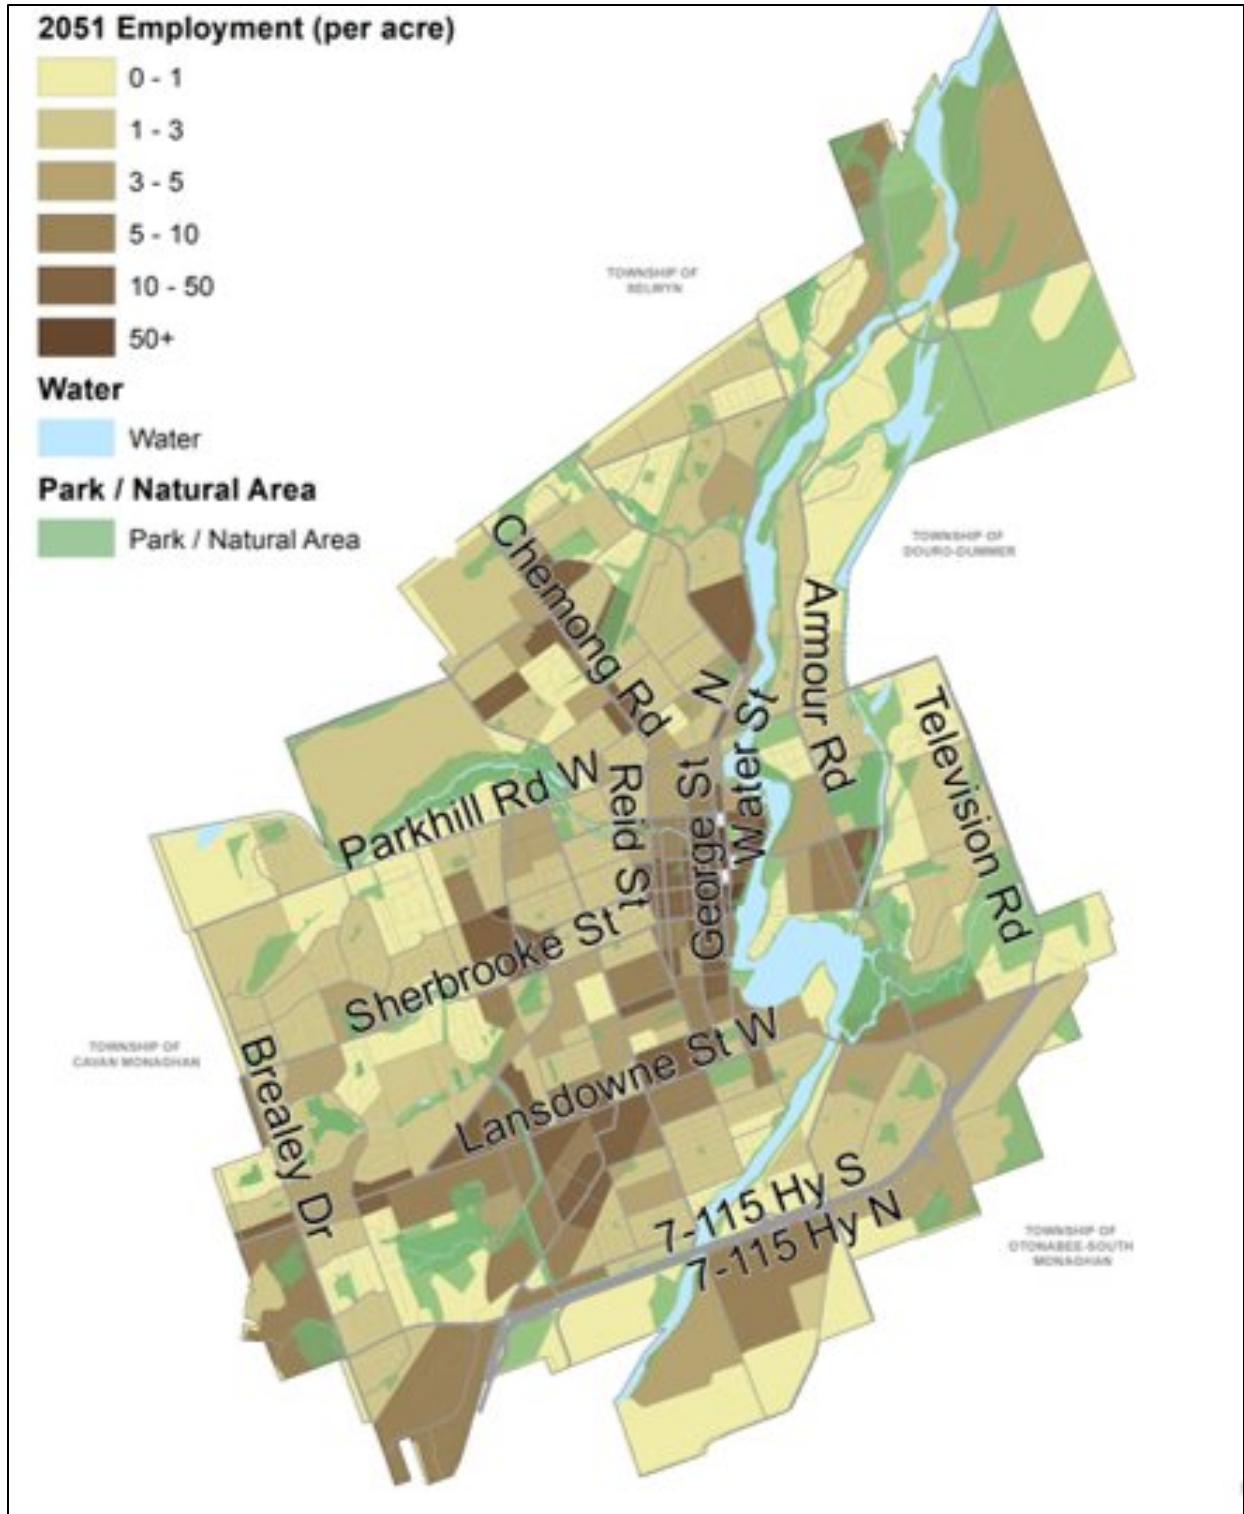 2051 Employment (per acre)
0 - 1
1 - 3
3 - 5
5 - 10
10 - 50
50+
Water
Water
Park / Natural Area
Park / Natural Area
TOWNSHIP OF
SELWYN
TOWNSHIP OF
DOURO-DUMMER
Chemong Rd
Armour Rd
N
Water St
Television Rd
Parkhill Rd W
Reid St
George St
Sherbrooke St
TOWNSHIP OF
CAVAN MONAGHAN
Brealey Dr
Lansdowne St W
7-115 Hy S
7-115 Hy N
TOWNSHIP OF
OTONABEE-SOUTH
MONAGHAN